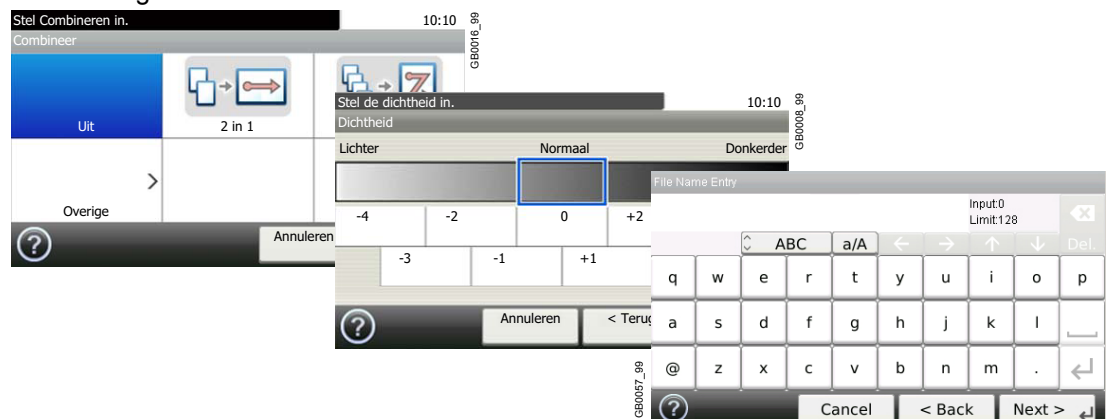 Stel Combineren in.
10:10
Combineer
Uit
2 in 1
Overige
Annuleren
GB0016_99
Stel de dichtheid in.
10:10
Dichtheid
Lichter Normaal Donkerder
-4 -2 0 +2
-3 -1 +1
Annuleren < Terug
GB0008_99
File Name Entry
Input:0
Limit:128
ABC a/A Del.
q w e r t y u i o p
a s d f g h j k l
@ z x c v b n m .
Cancel < Back Next >
GB0057_99